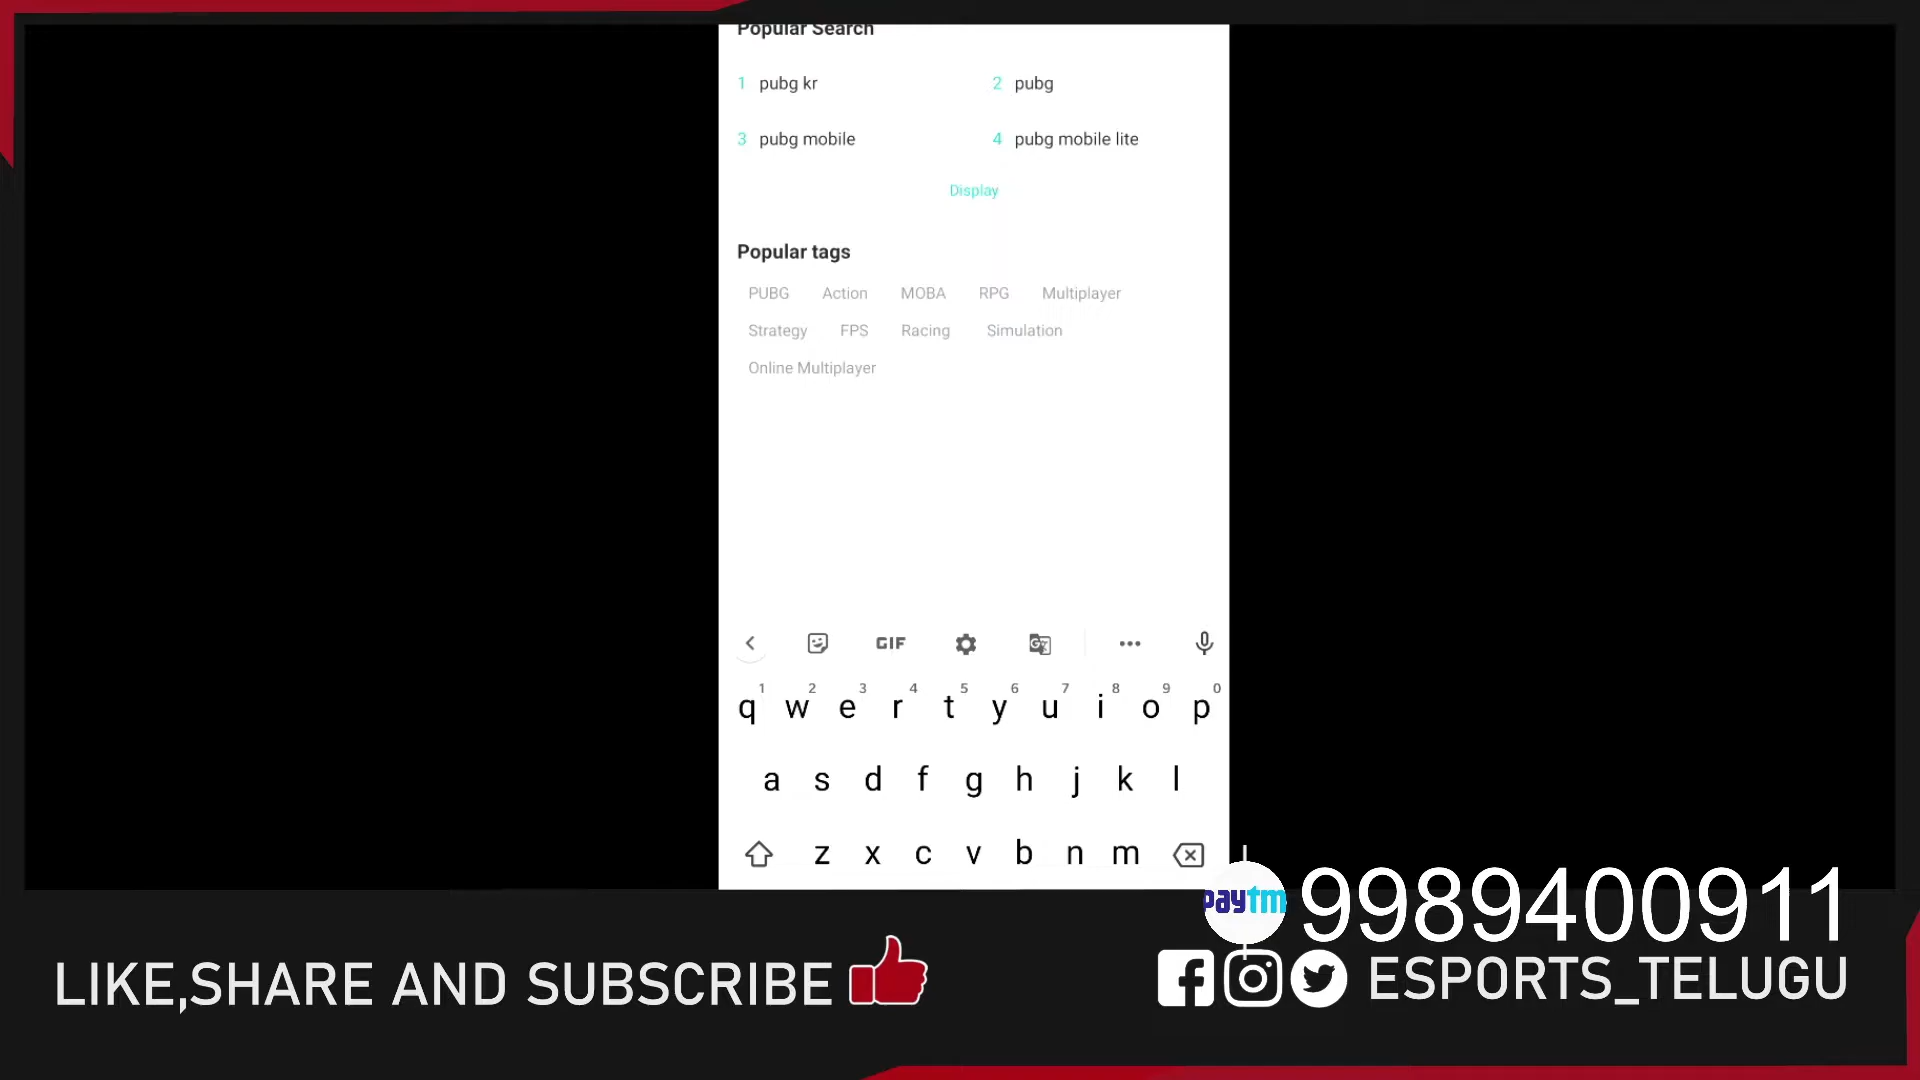 Popular Search
1 pubg kr
2 pubg
3 pubg mobile
4 pubg mobile lite
Display
Popular tags
PUBG Action MOBA RPG Multiplayer
Strategy FPS Racing Simulation
Online Multiplayer
GIF
1 2 3 4 5 6 7 8 9 0
q w e r t y u i o p
a s d f g h j k l
z x c v b n m
paytm 9989400911
LIKE,SHARE AND SUBSCRIBE
ESPORTS_TELUGU